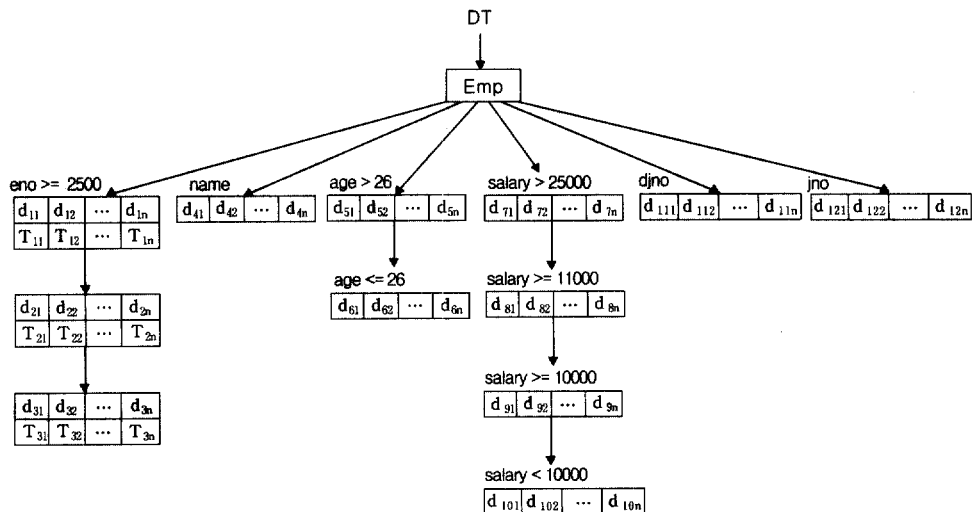 DT
Emp
eno >= 2500
d11 d12 ... d1n
T11 T12 ... T1n
d21 d22 ... d2n
T21 T22 ... T2n
d31 d32 ... d3n
T31 T32 ... T3n
name
d41 d42 ... d4n
age > 26
d51 d52 ... d5n
age <= 26
d61 d62 ... d6n
salary > 25000
d71 d72 ... d7n
salary >= 11000
d81 d82 ... d8n
salary >= 10000
d91 d92 ... d9n
salary < 10000
d101 d102 ... d10n
djno
d111 d112 ... d11n
jno
d121 d122 ... d12n